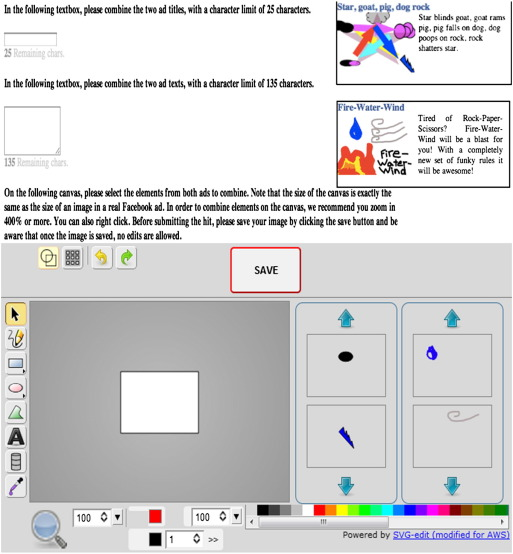 In the following textbox, please combine the two ad titles, with a character limit of 25 characters.
25 Remaining chars.
In the following textbox, please combine the two ad texts, with a character limit of 135 characters.
135 Remaining chars.
Star, goat, pig, dog rock
Star blinds goat, goat rams
pig, pig falls on dog, dog
poops on rock, rock
shatters star.
Fire-Water-Wind
Tired of Rock-Paper-
Scissors? Fire-Water-
Wind will be a blast for
you! With a completely
new set of funky rules it
will be awesome!
Fire-
Water-
Wind
On the following canvas, please select the elements from both ads to combine. Note that the size of the canvas is exactly the
same as the size of an image in a real Facebook ad. In order to combine elements on the canvas, we recommend you zoom in
400% or more. You can also right click. Before submitting the hit, please save your image by clicking the save button and be
aware that once the image is saved, no edits are allowed.
SAVE
A
100
100
1
>>
Powered by SVG-edit (modified for AWS)